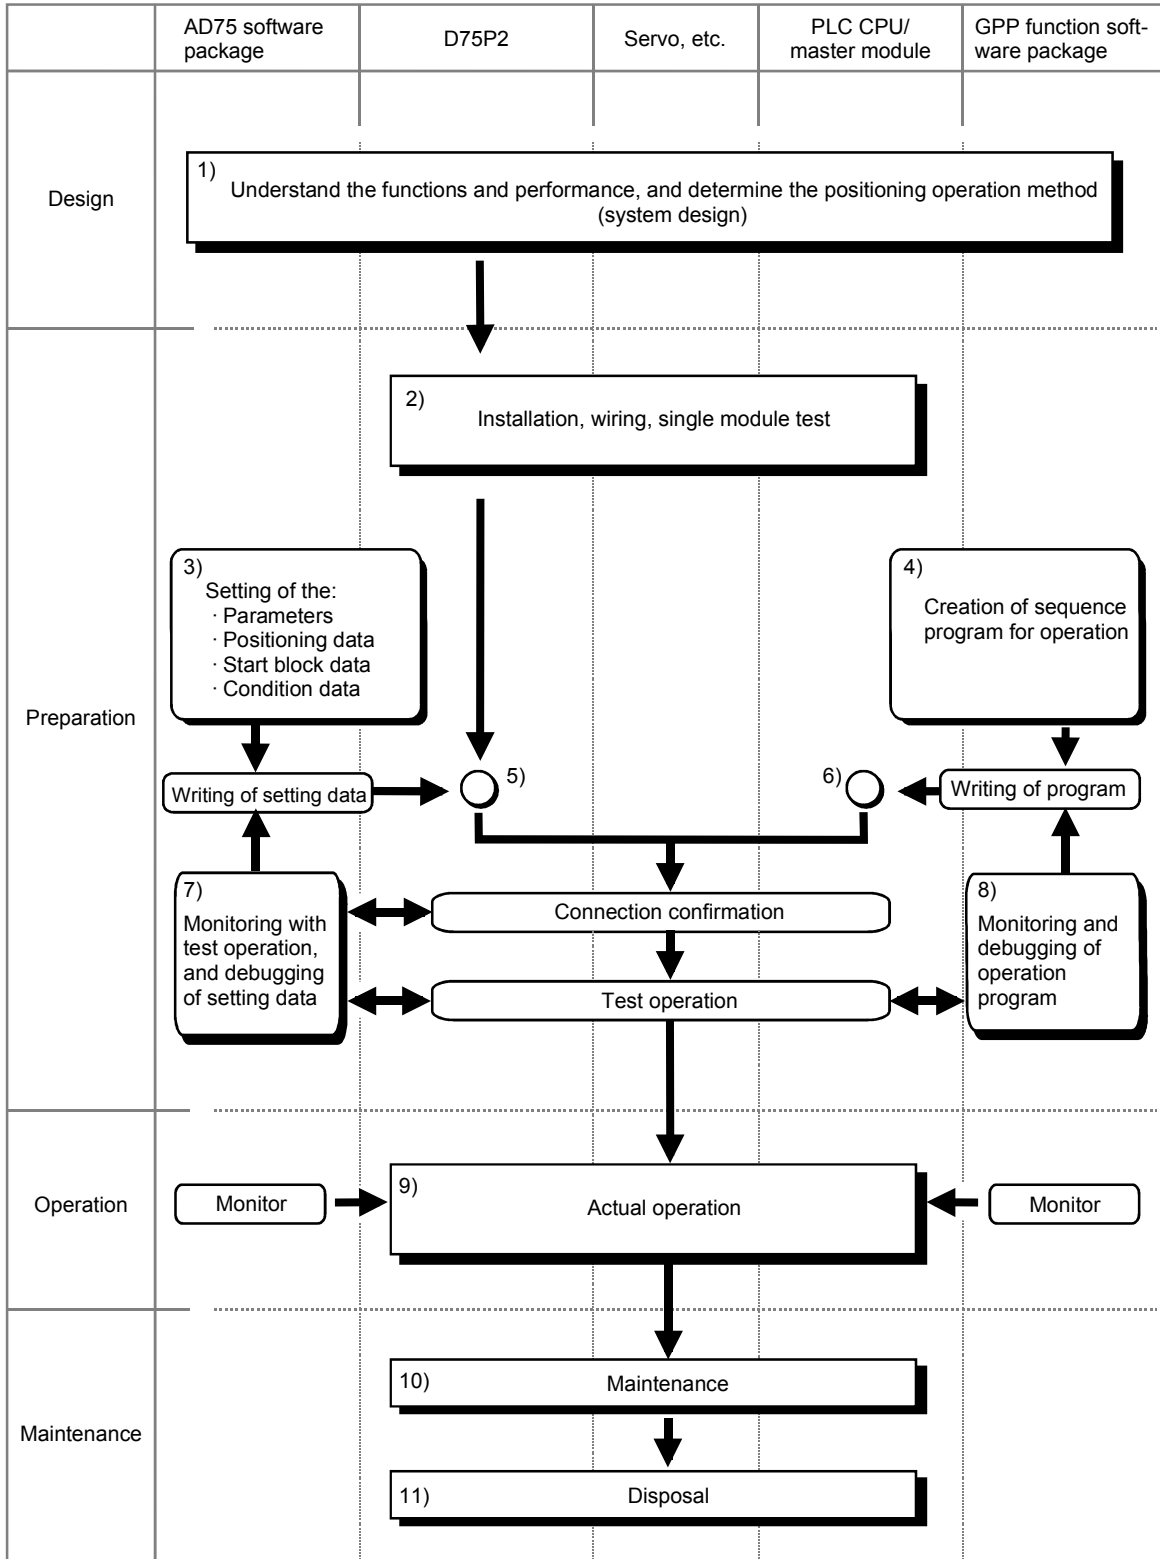 AD75 software
package
D75P2
Servo, etc.
PLC CPU/
master module
GPP function soft-
ware package
Design
1)
Understand the functions and performance, and determine the positioning operation method
(system design)
Preparation
2)
Installation, wiring, single module test
3)
Setting of the:
· Parameters
· Positioning data
· Start block data
· Condition data
4)
Creation of sequence
program for operation
Writing of setting data
5)
6)
Writing of program
7)
Monitoring with
test operation,
and debugging
of setting data
Connection confirmation
Test operation
8)
Monitoring and
debugging of
operation
program
Operation
Monitor
9)
Actual operation
Monitor
Maintenance
10)
Maintenance
11)
Disposal